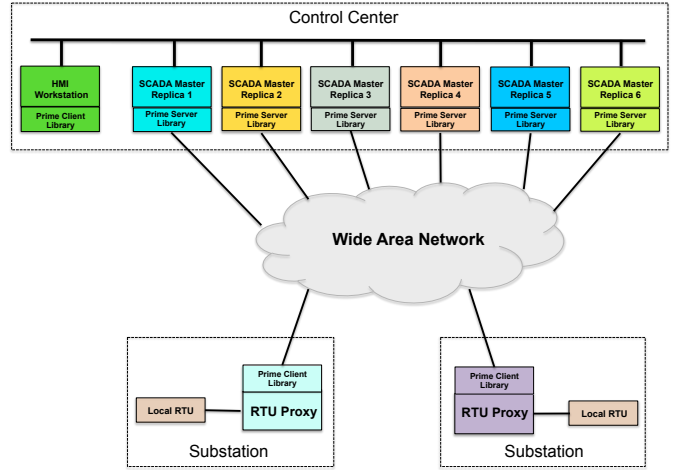 Control Center
HMI
Workstation
Prime Client
Library
SCADA Master
Replica 1
Prime Server
Library
SCADA Master
Replica 2
Prime Server
Library
SCADA Master
Replica 3
Prime Server
Library
SCADA Master
Replica 4
Prime Server
Library
SCADA Master
Replica 5
Prime Server
Library
SCADA Master
Replica 6
Prime Server
Library
Wide Area Network
Prime Client
Library
RTU Proxy
Local RTU
Substation
Prime Client
Library
RTU Proxy
Local RTU
Substation